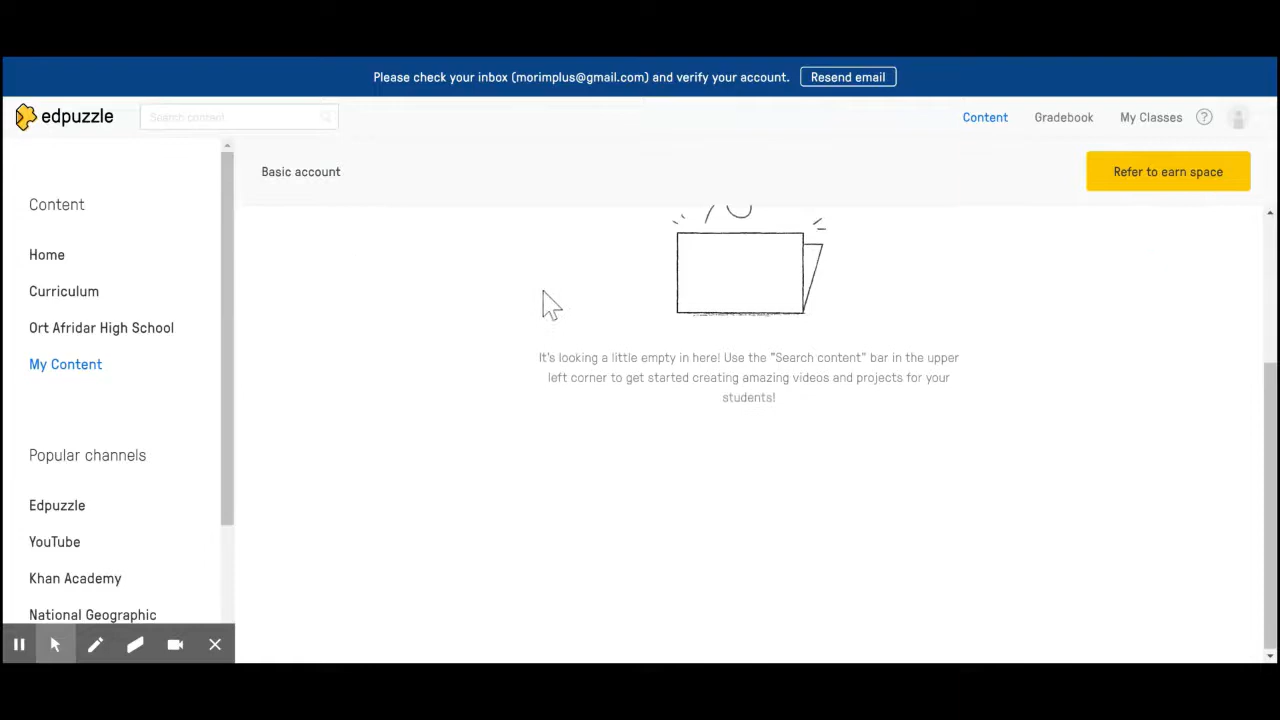 Please check your inbox (morimplus@gmail.com) and verify your account. Resend email
edpuzzle Search content Content Gradebook My Classes ?
Basic account Refer to earn space
Content
Home
Curriculum
Ort Afridar High School
My Content
Popular channels
Edpuzzle
YouTube
Khan Academy
National Geographic
It's looking a little empty in here! Use the "Search content" bar in the upper
left corner to get started creating amazing videos and projects for your
students!